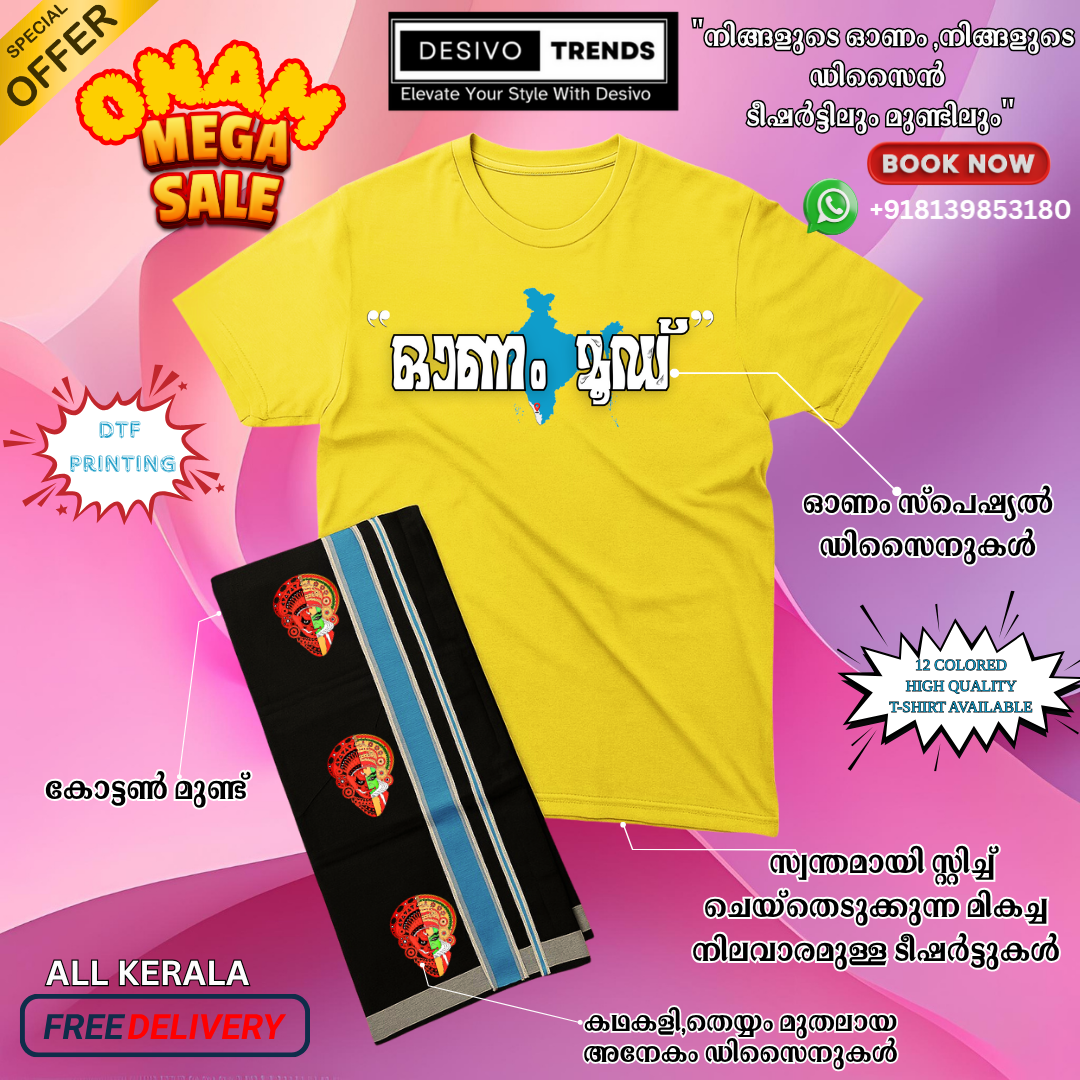 SPECIAL
OFFER
ONAM
MEGA
SALE
DESIVO TRENDS
Elevate Your Style With Desivo
"നിങ്ങളുടെ ഓണം ,നിങ്ങളുടെ
ഡിസൈൻ
ടീഷർട്ടിലും മുണ്ടിലും"
BOOK NOW
+918139853180
“ഓണം മൂഡ്”
DTF
PRINTING
ഓണം സ്പെഷ്യൽ
ഡിസൈനുകൾ
12 COLORED
HIGH QUALITY
T-SHIRT AVAILABLE
കോട്ടൺ മുണ്ട്
സ്വന്തമായി സ്റ്റിച്ച്
ചെയ്തെടുക്കുന്ന മികച്ച
നിലവാരമുള്ള ടീഷർട്ടുകൾ
ALL KERALA
FREE DELIVERY
കഥകളി,തെയ്യം മുതലായ
അനേകം ഡിസൈനുകൾ